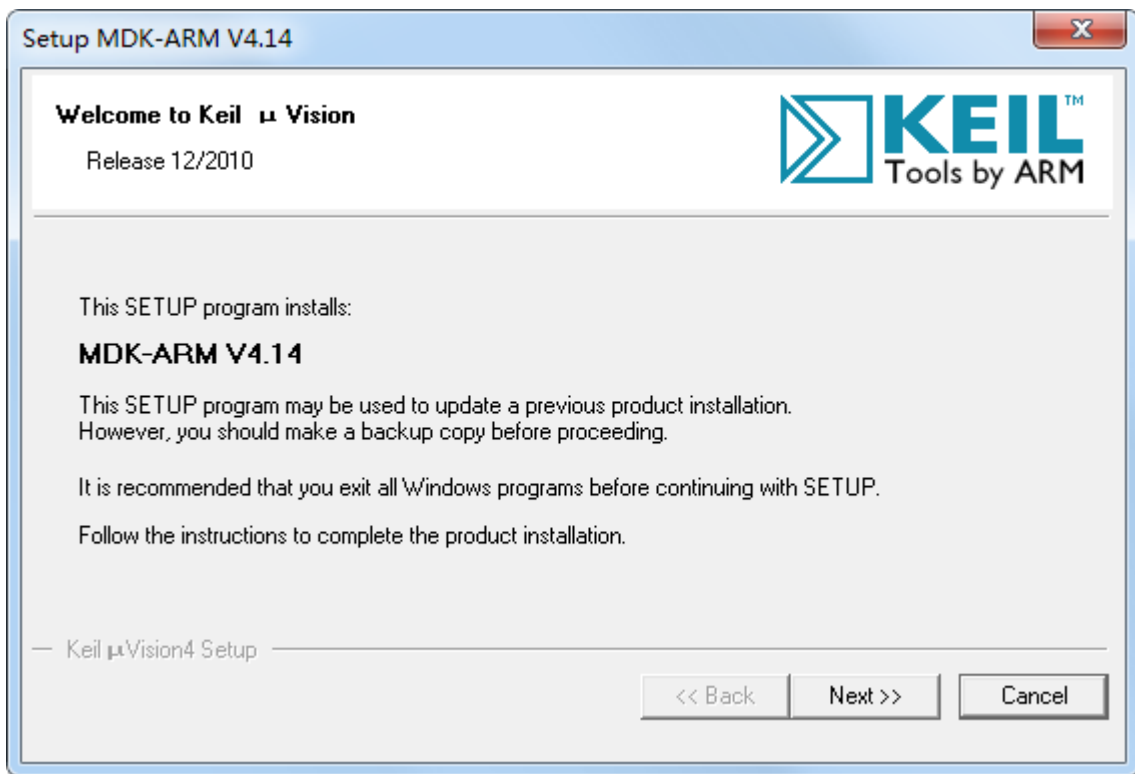 Setup MDK-ARM V4.14
Welcome to Keil μ Vision
Release 12/2010
KEIL™
Tools by ARM
This SETUP program installs:
MDK-ARM V4.14
This SETUP program may be used to update a previous product installation.
However, you should make a backup copy before proceeding.
It is recommended that you exit all Windows programs before continuing with SETUP.
Follow the instructions to complete the product installation.
Keil μVision4 Setup
<< Back
Next >>
Cancel